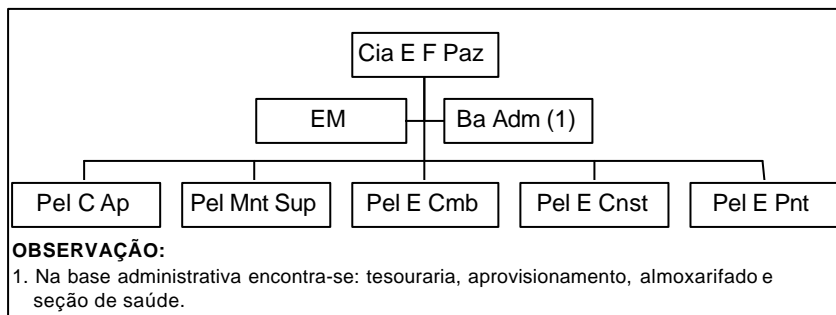 Cia E F Paz
EM
Ba Adm (1)
Pel C Ap
Pel Mnt Sup
Pel E Cmb
Pel E Cnst
Pel E Pnt
OBSERVAÇÃO:
1. Na base administrativa encontra-se: tesouraria, aprovisionamento, almoxarifado e
seção de saúde.